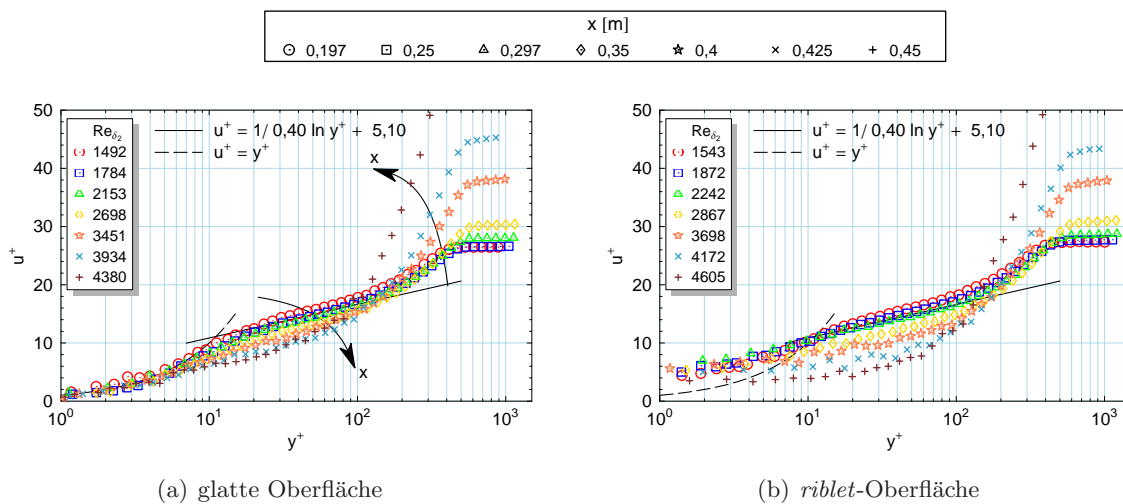 x [m]
0,197 0,25 0,297 0,35 0,4 0,425 0,45
50
40
30
20
10
0
u⁺
10⁰ 10¹ 10² 10³
y⁺
Re_δ₂
1492
1784
2153
2698
3451
3934
4380
u⁺ = 1/ 0,40 ln y⁺ + 5,10
u⁺ = y⁺
x
x
(a) glatte Oberfläche
50
40
30
20
10
0
u⁺
10⁰ 10¹ 10² 10³
y⁺
Re_δ₂
1543
1872
2242
2867
3698
4172
4605
u⁺ = 1/ 0,40 ln y⁺ + 5,10
u⁺ = y⁺
(b) riblet-Oberfläche